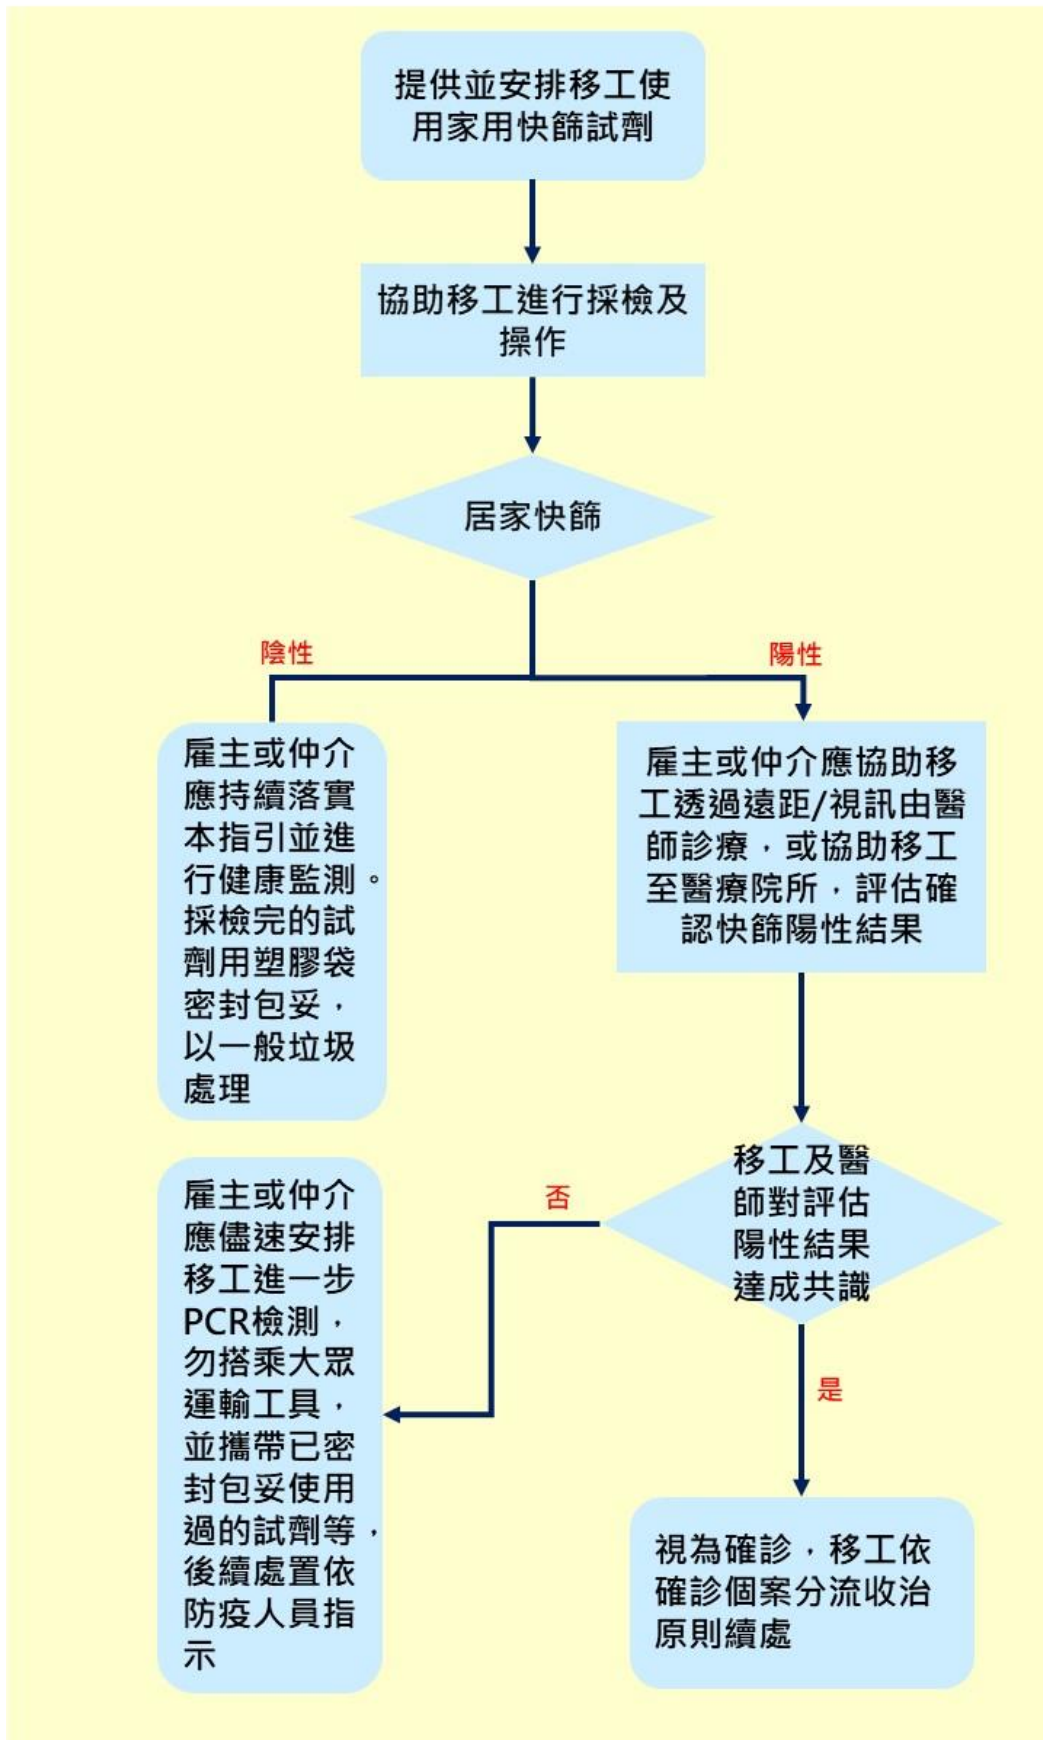 提供並安排移工使
用家用快篩試劑
協助移工進行採檢及
操作
居家快篩
陰性
陽性
雇主或仲介
應持續落實
本指引並進
行健康監測。
採檢完的試
劑用塑膠袋
密封包妥，
以一般垃圾
處理
雇主或仲介應協助移
工透過遠距/視訊由醫
師診療，或協助移工
至醫療院所，評估確
認快篩陽性結果
移工及醫
師對評估
陽性結果
達成共識
否
是
雇主或仲介
應儘速安排
移工進一步
PCR檢測，
勿搭乘大眾
運輸工具，
並攜帶已密
封包妥使用
過的試劑等，
後續處置依
防疫人員指
示
視為確診，移工依
確診個案分流收治
原則續處